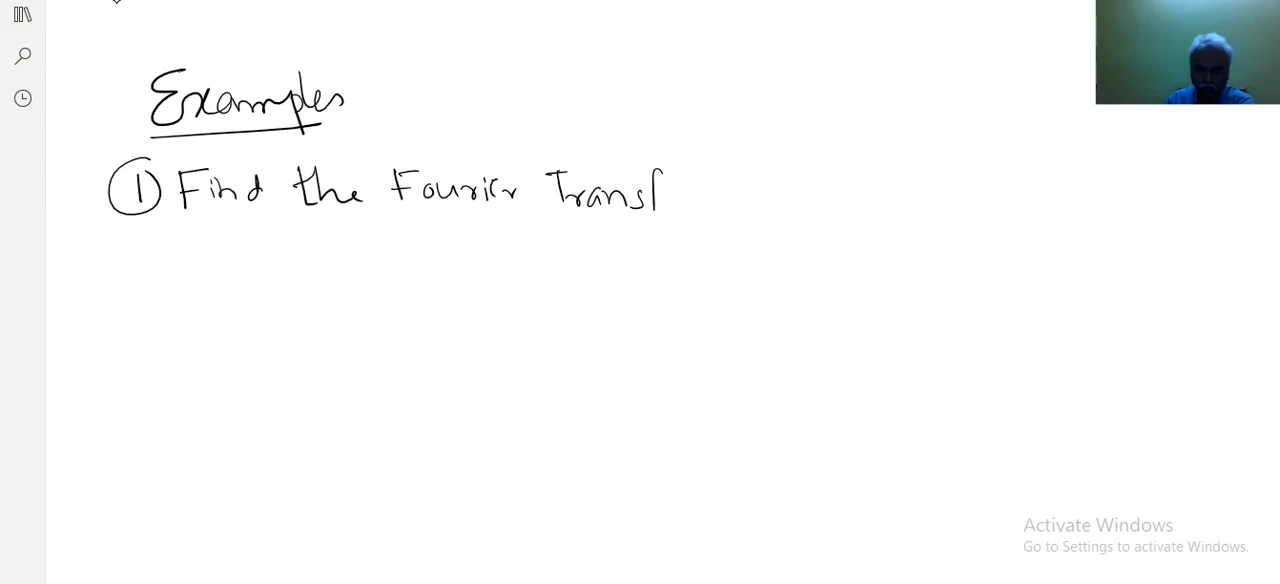 Examples
① Find the Fourier Transf
Activate Windows
Go to Settings to activate Windows.